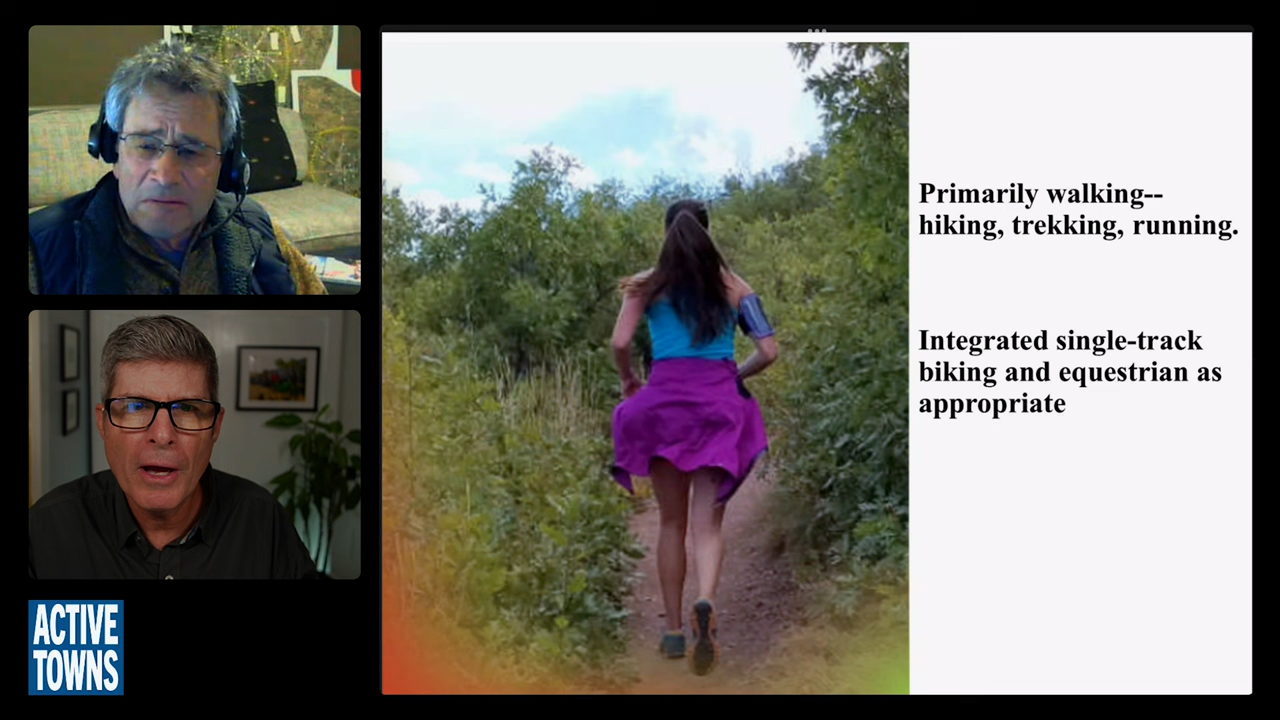 Primarily walking--
hiking, trekking, running.
Integrated single-track
biking and equestrian as
appropriate
ACTIVE
TOWNS